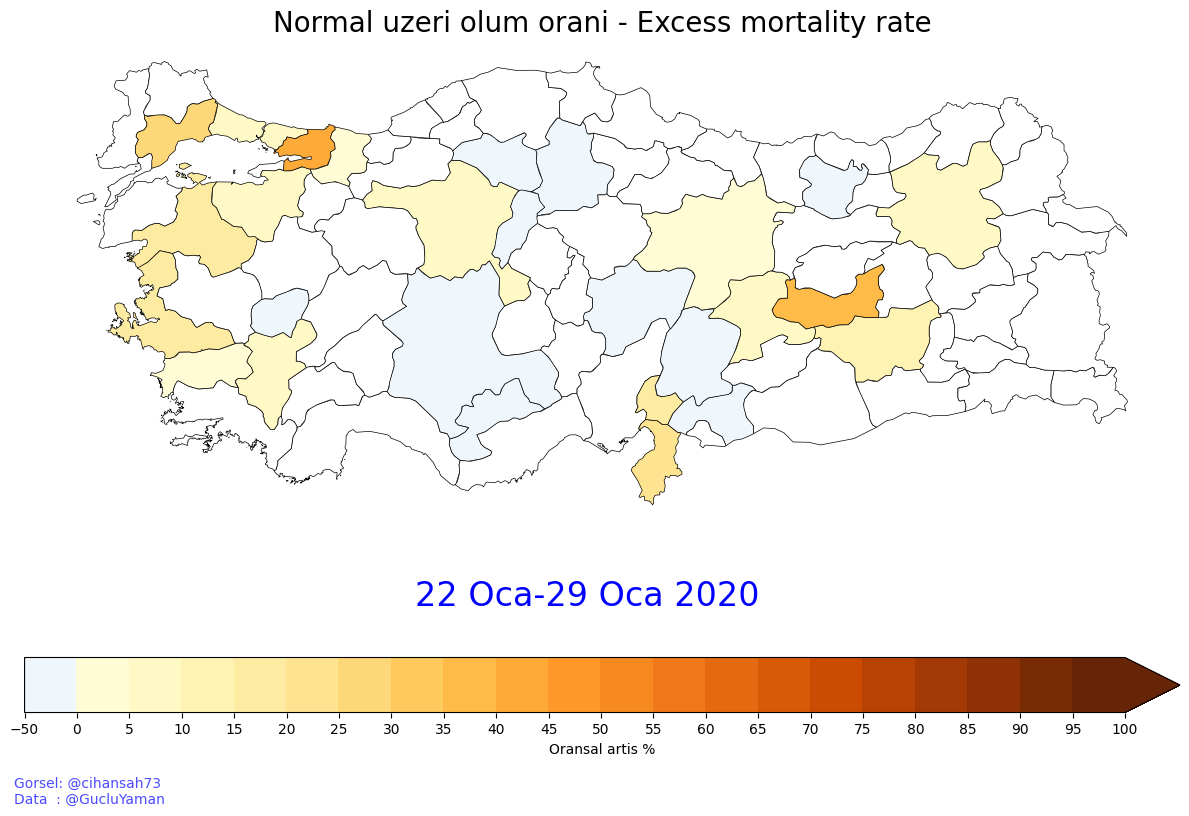 Normal uzeri olum orani - Excess mortality rate
22 Oca-29 Oca 2020
−50 0 5 10 15 20 25 30 35 40 45 50 55 60 65 70 75 80 85 90 95 100
Oransal artis %
Gorsel: @cihansah73
Data : @GucluYaman